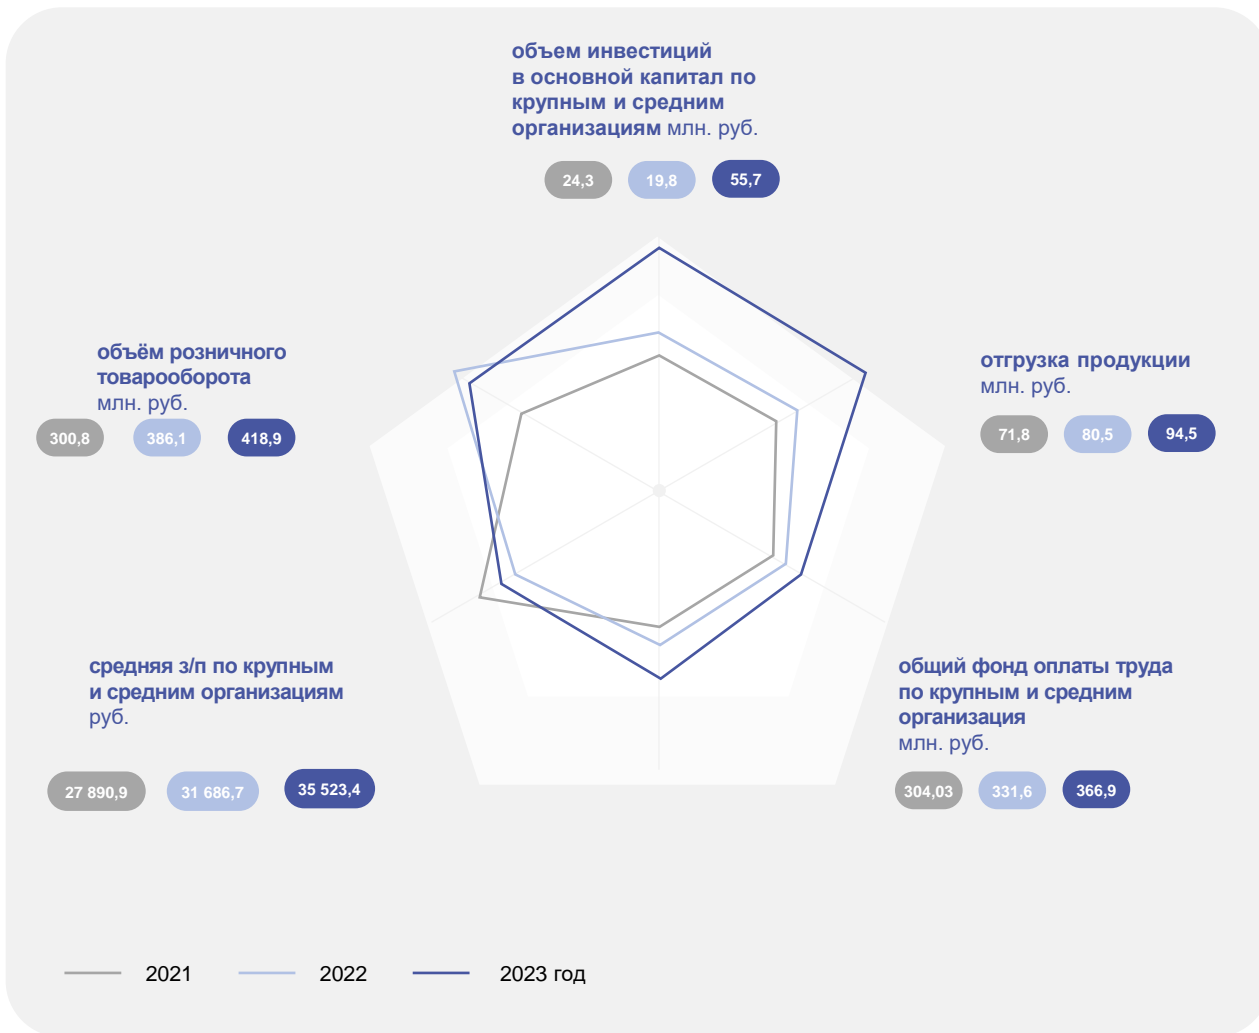 объем инвестиций
в основной капитал по
крупным и средним
организациям млн. руб.
24,3 19,8 55,7
объём розничного
товарооборота
млн. руб.
300,8 386,1 418,9
отгрузка продукции
млн. руб.
71,8 80,5 94,5
средняя з/п по крупным
и средним организациям
руб.
27 890,9 31 686,7 35 523,4
общий фонд оплаты труда
по крупным и средним
организация
млн. руб.
304,03 331,6 366,9
2021 2022 2023 год